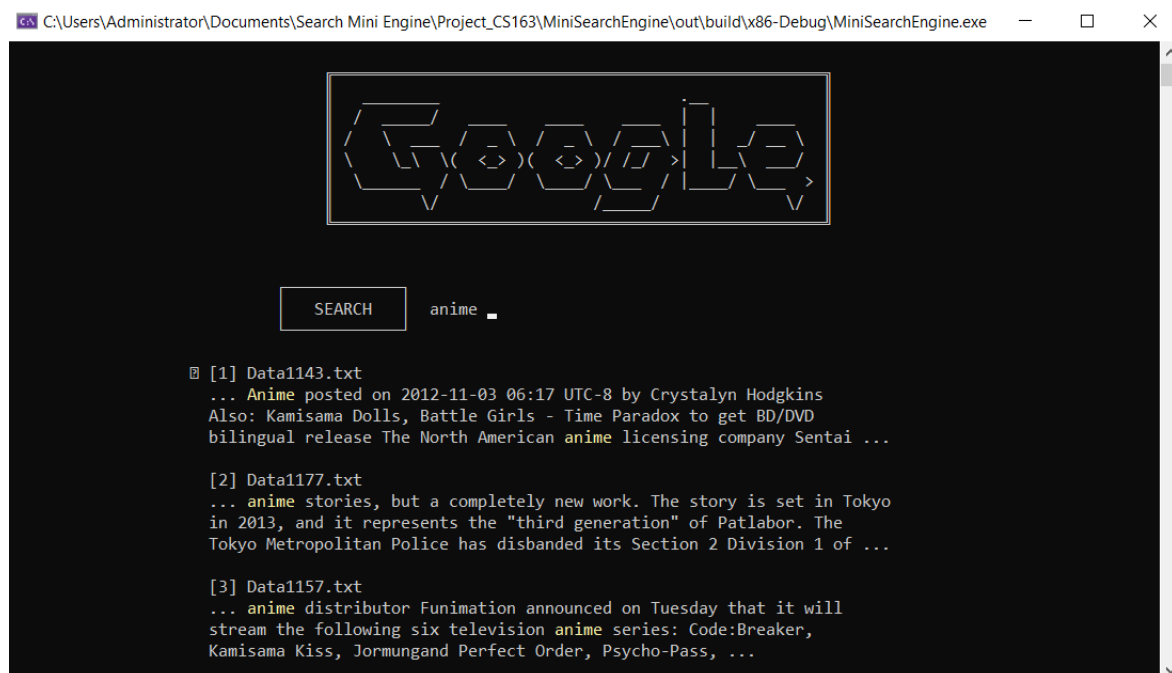 C:\Users\Administrator\Documents\Search Mini Engine\Project_CS163\MiniSearchEngine\out\build\x86-Debug\MiniSearchEngine.exe
Google
SEARCH anime
[1] Data1143.txt
... Anime posted on 2012-11-03 06:17 UTC-8 by Crystalyn Hodgkins
Also: Kamisama Dolls, Battle Girls - Time Paradox to get BD/DVD
bilingual release The North American anime licensing company Sentai ...
[2] Data1177.txt
... anime stories, but a completely new work. The story is set in Tokyo
in 2013, and it represents the "third generation" of Patlabor. The
Tokyo Metropolitan Police has disbanded its Section 2 Division 1 of ...
[3] Data1157.txt
... anime distributor Funimation announced on Tuesday that it will
stream the following six television anime series: Code:Breaker,
Kamisama Kiss, Jormungand Perfect Order, Psycho-Pass, ...